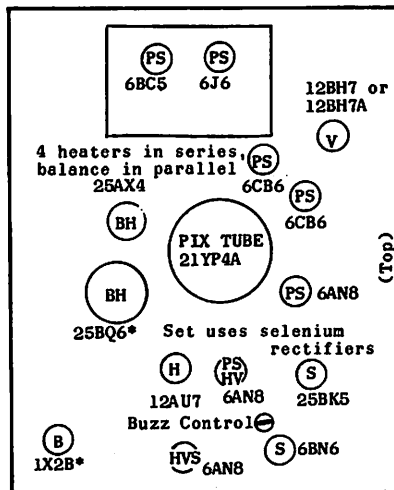 PS PS
6BC5 6J6
12BH7 or
12BH7A
V
4 heaters in series,
balance in parallel
PS
25AX4
6CB6
PS
6CB6
BH
PIX TUBE
21YP4A
(Top)
BH
PS 6AN8
25BQ6*
Set uses selenium
rectifiers
H
PS
HV
S
12AU7
6AN8
25BK5
Buzz Control
B
1X2B*
HVS
6AN8
S
6BN6